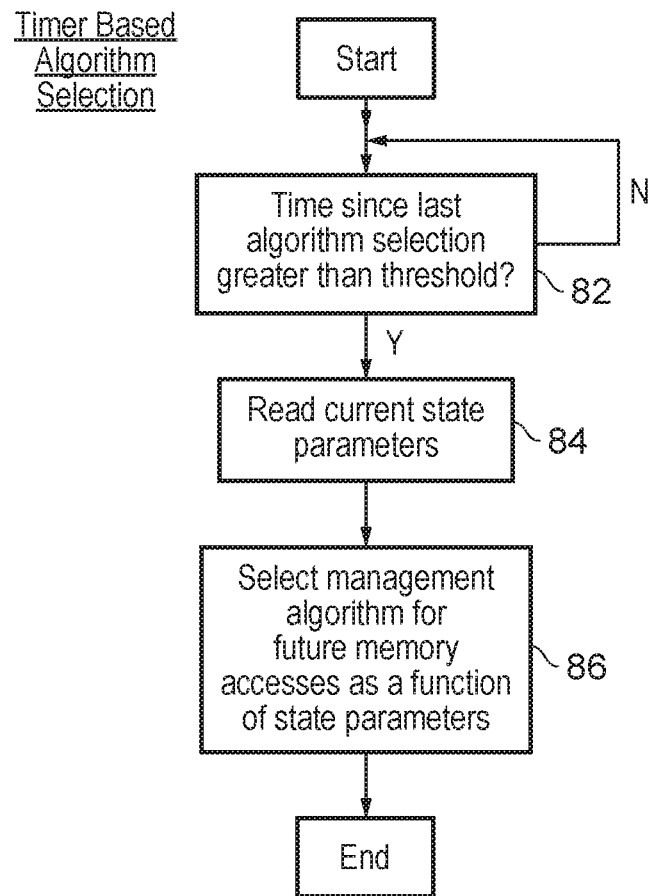 Timer Based
Algorithm
Selection
Start
Time since last
algorithm selection
greater than threshold?
N
82
Y
Read current state
parameters
84
Select management
algorithm for
future memory
accesses as a function
of state parameters
86
End